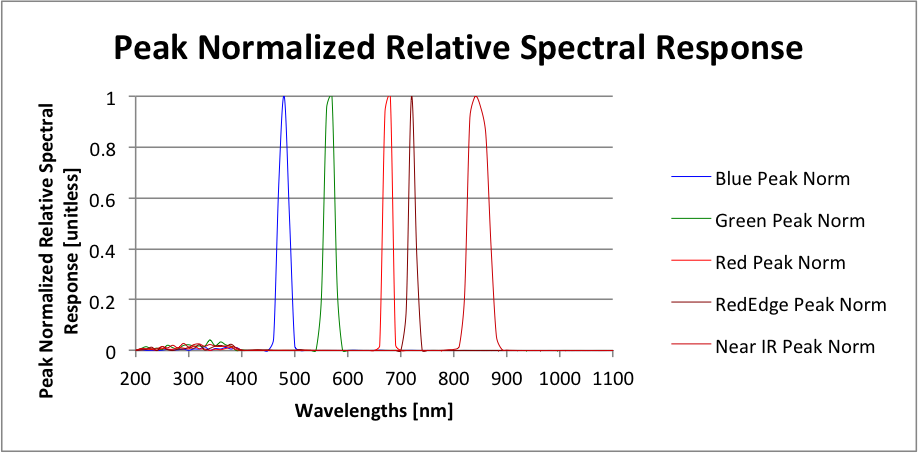 Peak Normalized Relative Spectral Response
Peak Normalized Relative Spectral
Response [unitless]
1
0.8
0.6
0.4
0.2
0
200 300 400 500 600 700 800 900 1000 1100
Wavelengths [nm]
Blue Peak Norm
Green Peak Norm
Red Peak Norm
RedEdge Peak Norm
Near IR Peak Norm